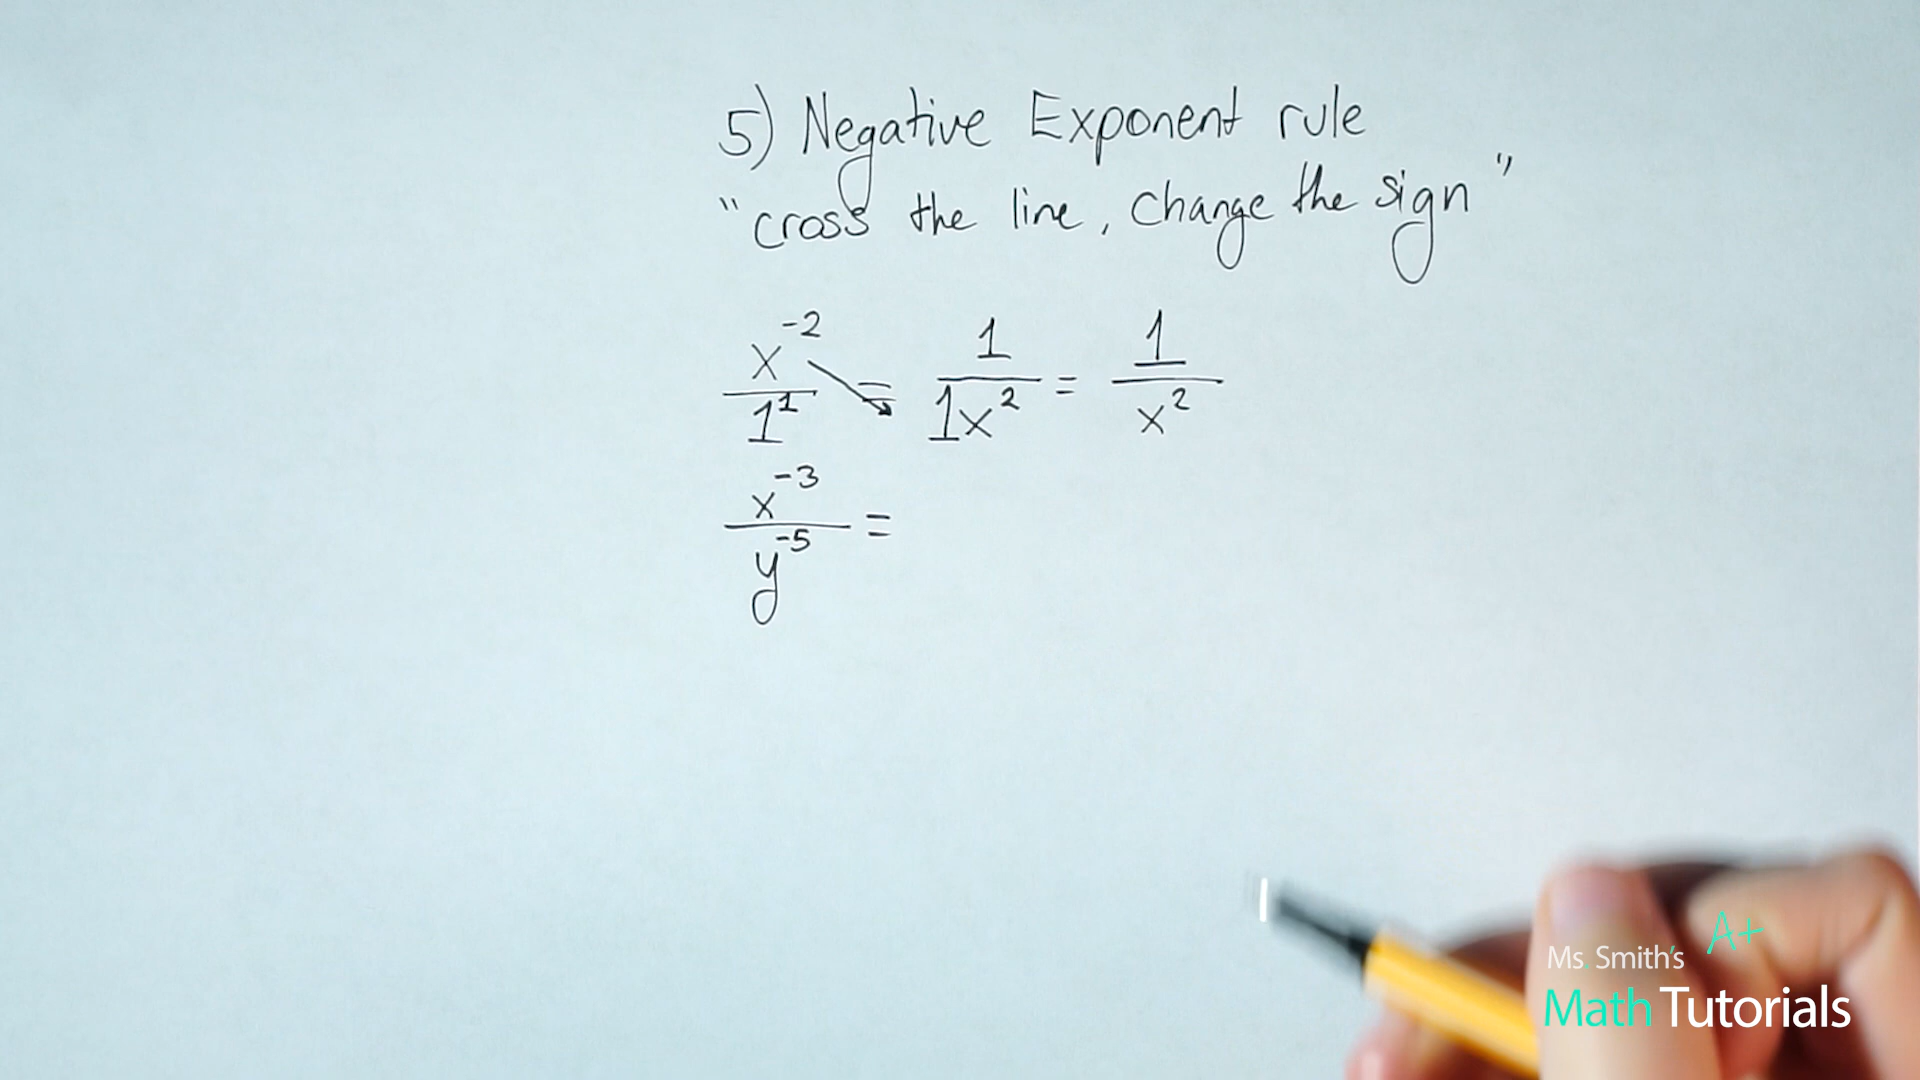 5) Negative Exponent rule
"cross the line, change the sign"
x^-2 / 1^1 = 1 / 1x^2 = 1 / x^2
x^-3 / y^-5 =
A+
Ms. Smith's
Math Tutorials